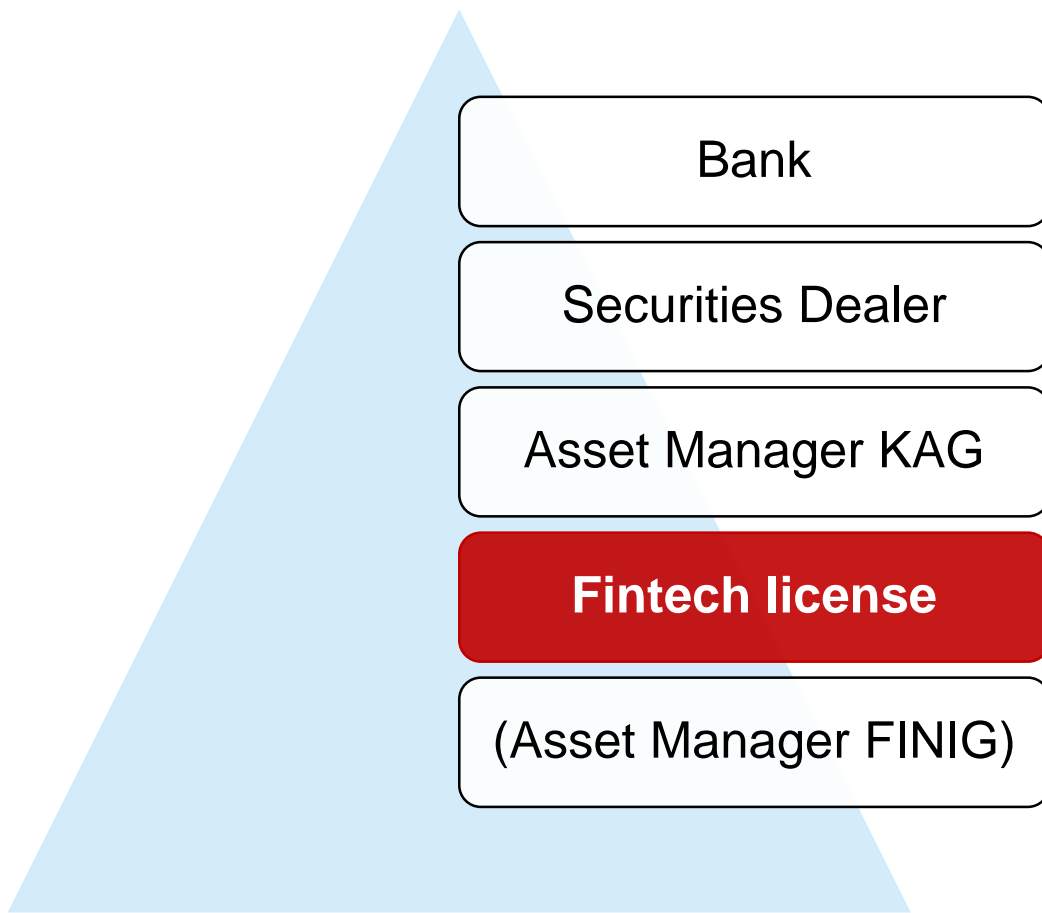 Bank
Securities Dealer
Asset Manager KAG
Fintech license
(Asset Manager FINIG)